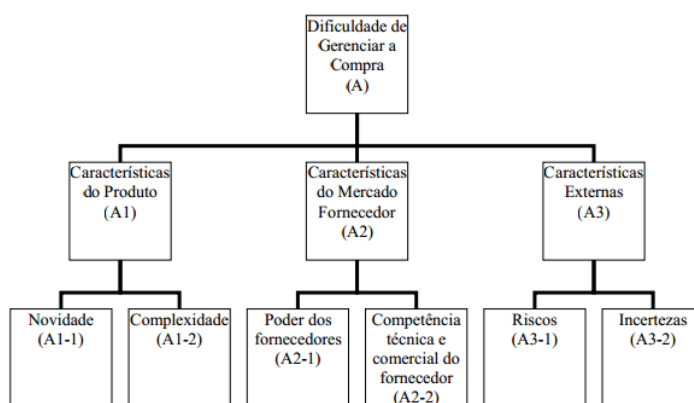 Dificuldade de
Gerenciar a
Compra
(A)
Características
do Produto
(A1)
Características
do Mercado
Fornecedor
(A2)
Características
Externas
(A3)
Novidade
(A1-1)
Complexidade
(A1-2)
Poder dos
fornecedores
(A2-1)
Competência
técnica e
comercial do
fornecedor
(A2-2)
Riscos
(A3-1)
Incertezas
(A3-2)